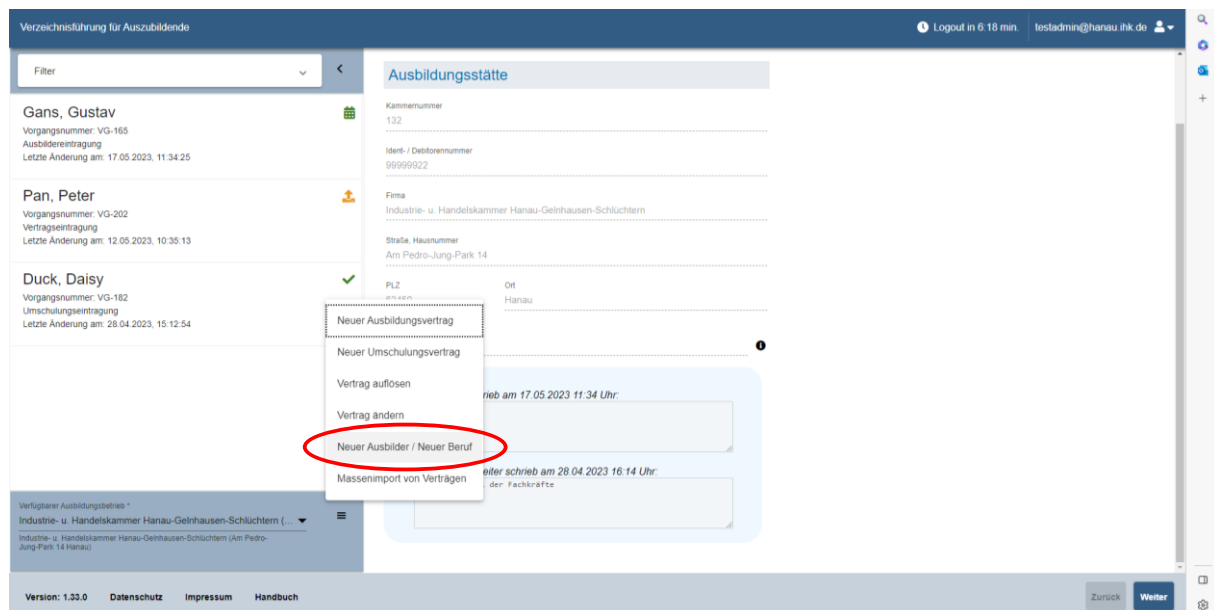 Verzeichnisführung für Auszubildende
Logout in 6:18 min.
testadmin@hanau.ihk.de
Filter
Gans, Gustav
Vorgangsnummer: VG-165
Ausbildereintragung
Letzte Änderung am: 17.05.2023, 11:34:25
Pan, Peter
Vorgangsnummer: VG-202
Vertragseintragung
Letzte Änderung am: 12.05.2023, 10:35:13
Duck, Daisy
Vorgangsnummer: VG-182
Umschulungseintragung
Letzte Änderung am: 28.04.2023, 15:12:54
Verfügbarer Ausbildungsbetrieb *
Industrie- u. Handelskammer Hanau-Gelnhausen-Schlüchtern (...
Industrie- u. Handelskammer Hanau-Gelnhausen-Schlüchtern (Am Pedro-
Jung-Park 14 Hanau)
Neuer Ausbildungsvertrag
Neuer Umschulungsvertrag
Vertrag auflösen
Vertrag ändern
Neuer Ausbilder / Neuer Beruf
Massenimport von Verträgen
Ausbildungsstätte
Kammernummer
132
Ident- / Debitorennummer
99999922
Firma
Industrie- u. Handelskammer Hanau-Gelnhausen-Schlüchtern
Straße, Hausnummer
Am Pedro-Jung-Park 14
PLZ
Ort
Hanau
am 17.05.2023 11:34 Uhr:
schrieb am 28.04.2023 16:14 Uhr:
der Fachkräfte
Version: 1.33.0
Datenschutz
Impressum
Handbuch
Zurück
Weiter